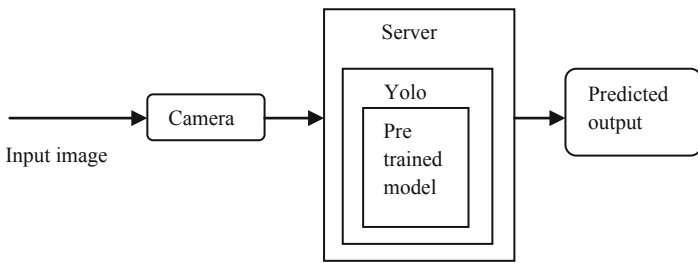 Input image
Camera
Server
Yolo
Pre
trained
model
Predicted
output